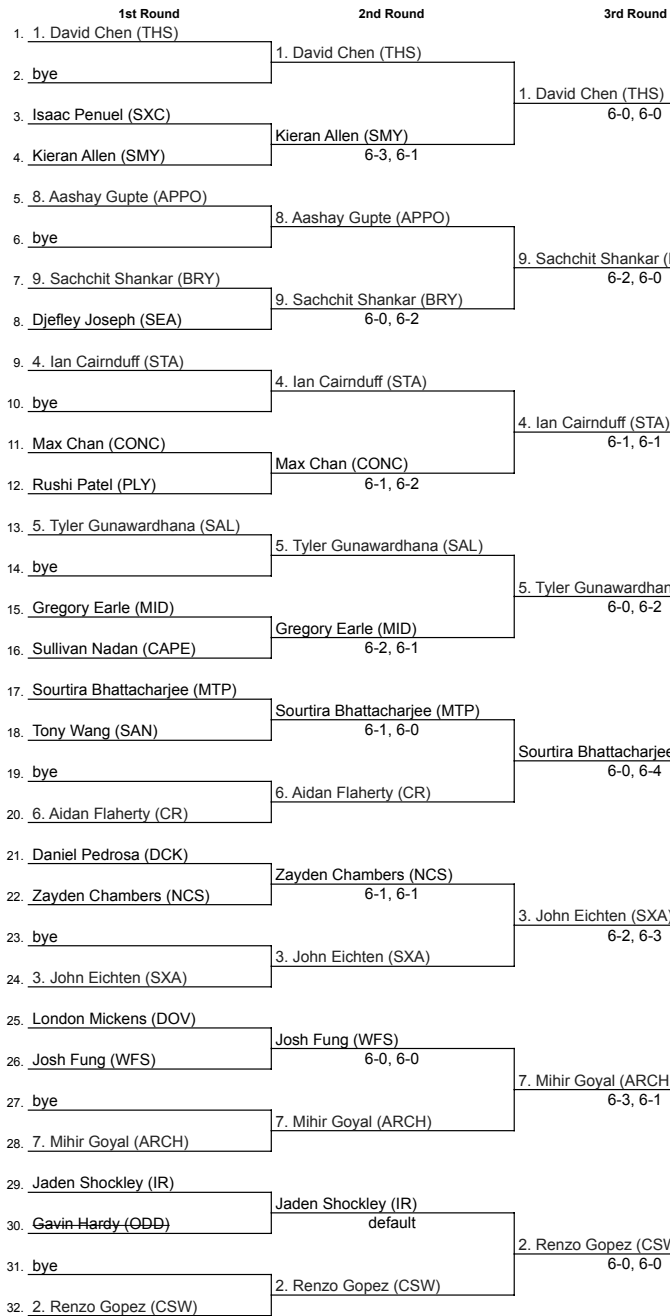 1st Round
1. 1. David Chen (THS)
2. bye
3. Isaac Penuel (SXC)
4. Kieran Allen (SMY)
5. 8. Aashay Gupte (APPO)
6. bye
7. 9. Sachchit Shankar (BRY)
8. Djefley Joseph (SEA)
9. 4. Ian Cairnduff (STA)
10. bye
11. Max Chan (CONC)
12. Rushi Patel (PLY)
13. 5. Tyler Gunawardhana (SAL)
14. bye
15. Gregory Earle (MID)
16. Sullivan Nadan (CAPE)
17. Sourtira Bhattacharjee (MTP)
18. Tony Wang (SAN)
19. bye
20. 6. Aidan Flaherty (CR)
21. Daniel Pedrosa (DCK)
22. Zayden Chambers (NCS)
23. bye
24. 3. John Eichten (SXA)
25. London Mickens (DOV)
26. Josh Fung (WFS)
27. bye
28. 7. Mihir Goyal (ARCH)
29. Jaden Shockley (IR)
30. Gavin Hardy (ODD)
31. bye
32. 2. Renzo Gopez (CSW)
2nd Round
1. David Chen (THS)
Kieran Allen (SMY)
6-3, 6-1
8. Aashay Gupte (APPO)
9. Sachchit Shankar (BRY)
6-0, 6-2
4. Ian Cairnduff (STA)
Max Chan (CONC)
6-1, 6-2
5. Tyler Gunawardhana (SAL)
Gregory Earle (MID)
6-2, 6-1
Sourtira Bhattacharjee (MTP)
6-1, 6-0
6. Aidan Flaherty (CR)
Zayden Chambers (NCS)
6-1, 6-1
3. John Eichten (SXA)
Josh Fung (WFS)
6-0, 6-0
7. Mihir Goyal (ARCH)
Jaden Shockley (IR)
default
2. Renzo Gopez (CSW)
3rd Round
1. David Chen (THS)
6-0, 6-0
9. Sachchit Shankar (
6-2, 6-0
4. Ian Cairnduff (STA)
6-1, 6-1
5. Tyler Gunawardhan
6-0, 6-2
Sourtira Bhattacharjee
6-0, 6-4
3. John Eichten (SXA)
6-2, 6-3
7. Mihir Goyal (ARCH
6-3, 6-1
2. Renzo Gopez (CSW
6-0, 6-0